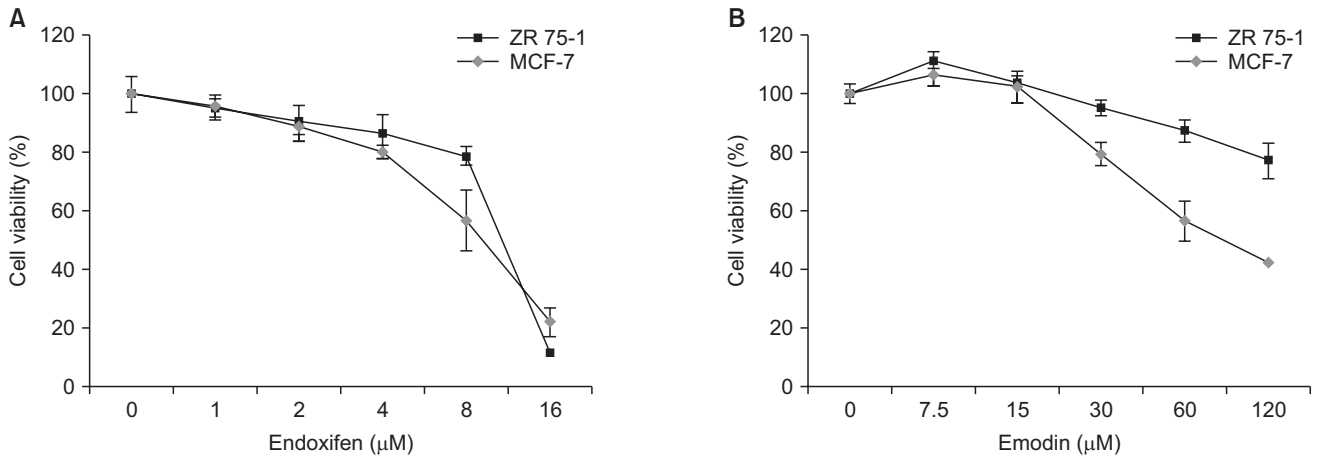 A
120
100
80
60
40
20
0
Cell viability (%)
0 1 2 4 8 16
Endoxifen (μM)
ZR 75-1
MCF-7
B
120
100
80
60
40
20
0
Cell viability (%)
0 7.5 15 30 60 120
Emodin (μM)
ZR 75-1
MCF-7